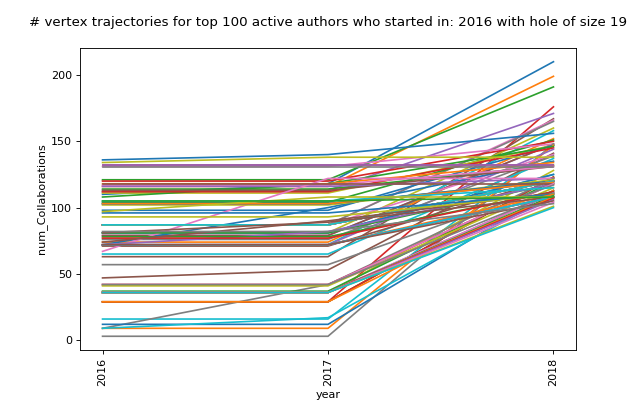 # vertex trajectories for top 100 active authors who started in: 2016 with hole of size 19
200
150
100
50
0
num_Collaborations
2016
2017
2018
year